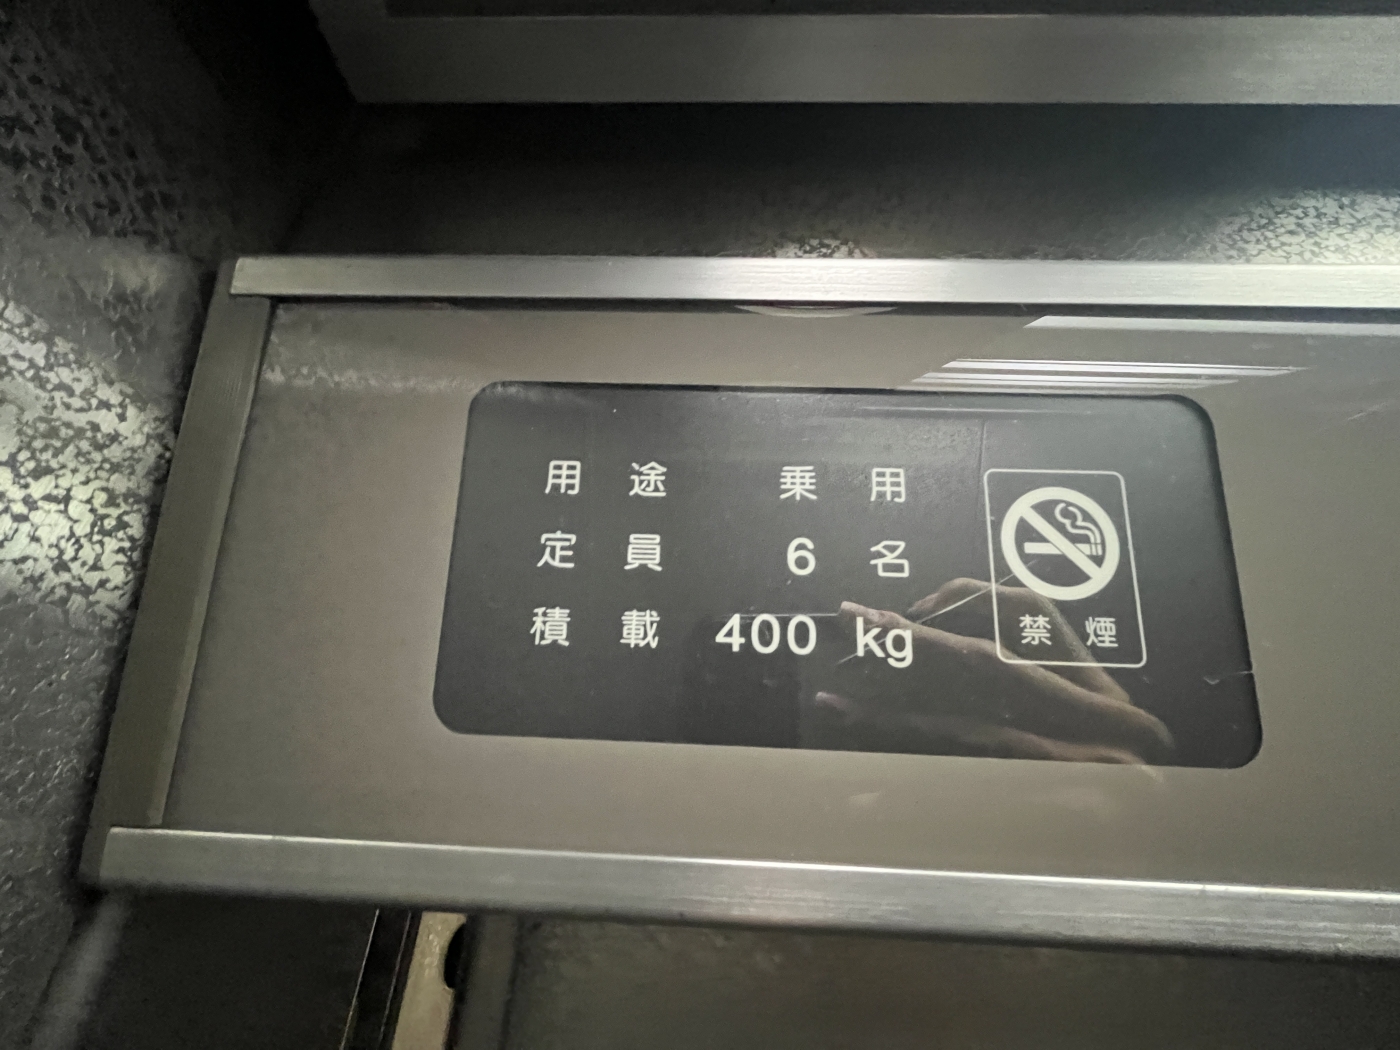 用途 乗用
定員 6名
積載 400 kg
禁煙